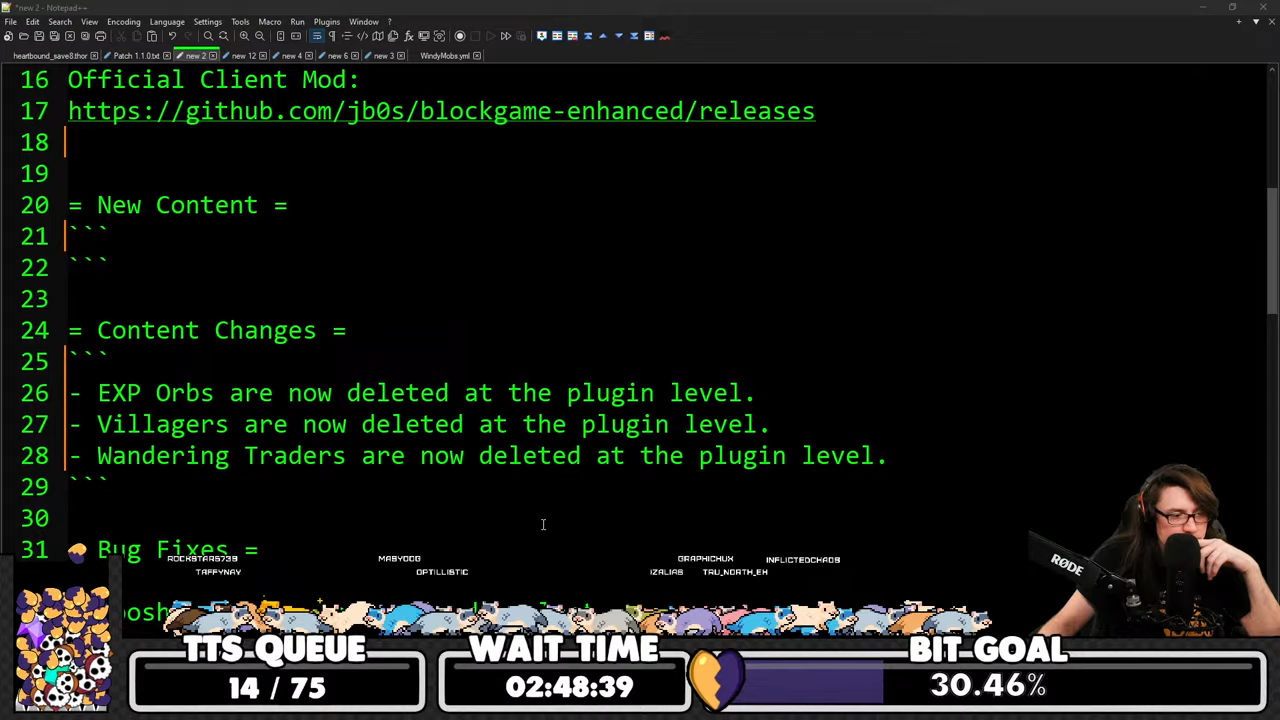 *new 2 - Notepad++
File Edit Search View Encoding Language Settings Tools Macro Run Plugins Window ?
heartbound_save8.thor Patch 1.1.0.txt new 2 new 12 new 4 new 6 new 3 WindyMobs.yml
16 Official Client Mod:
17 https://github.com/jb0s/blockgame-enhanced/releases
18
19
20 = New Content =
21 ```
22 ```
23
24 = Content Changes =
25 ```
26 - EXP Orbs are now deleted at the plugin level.
27 - Villagers are now deleted at the plugin level.
28 - Wandering Traders are now deleted at the plugin level.
29 ```
30
31 Bug Fixes =
ROCKSTARS739 MABYDOG GRAPHICHUX INFLICTEDCHAOS
TAFFYNAY OPTILLISTIC IZALIAS TRU_NORTH_EH
RØDE
TTS QUEUE WAIT TIME BIT GOAL
14 / 75 02:48:39 30.46%